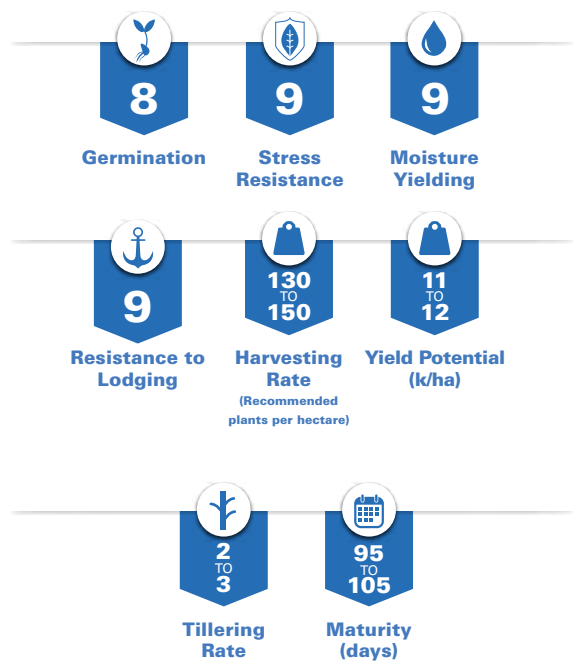 8
9
9
Germination
Stress
Resistance
Moisture
Yielding
9
130
TO
150
11
TO
12
Resistance to
Lodging
Harvesting
Rate
(Recommended
plants per hectare)
Yield Potential
(k/ha)
2
TO
3
95
TO
105
Tillering
Rate
Maturity
(days)